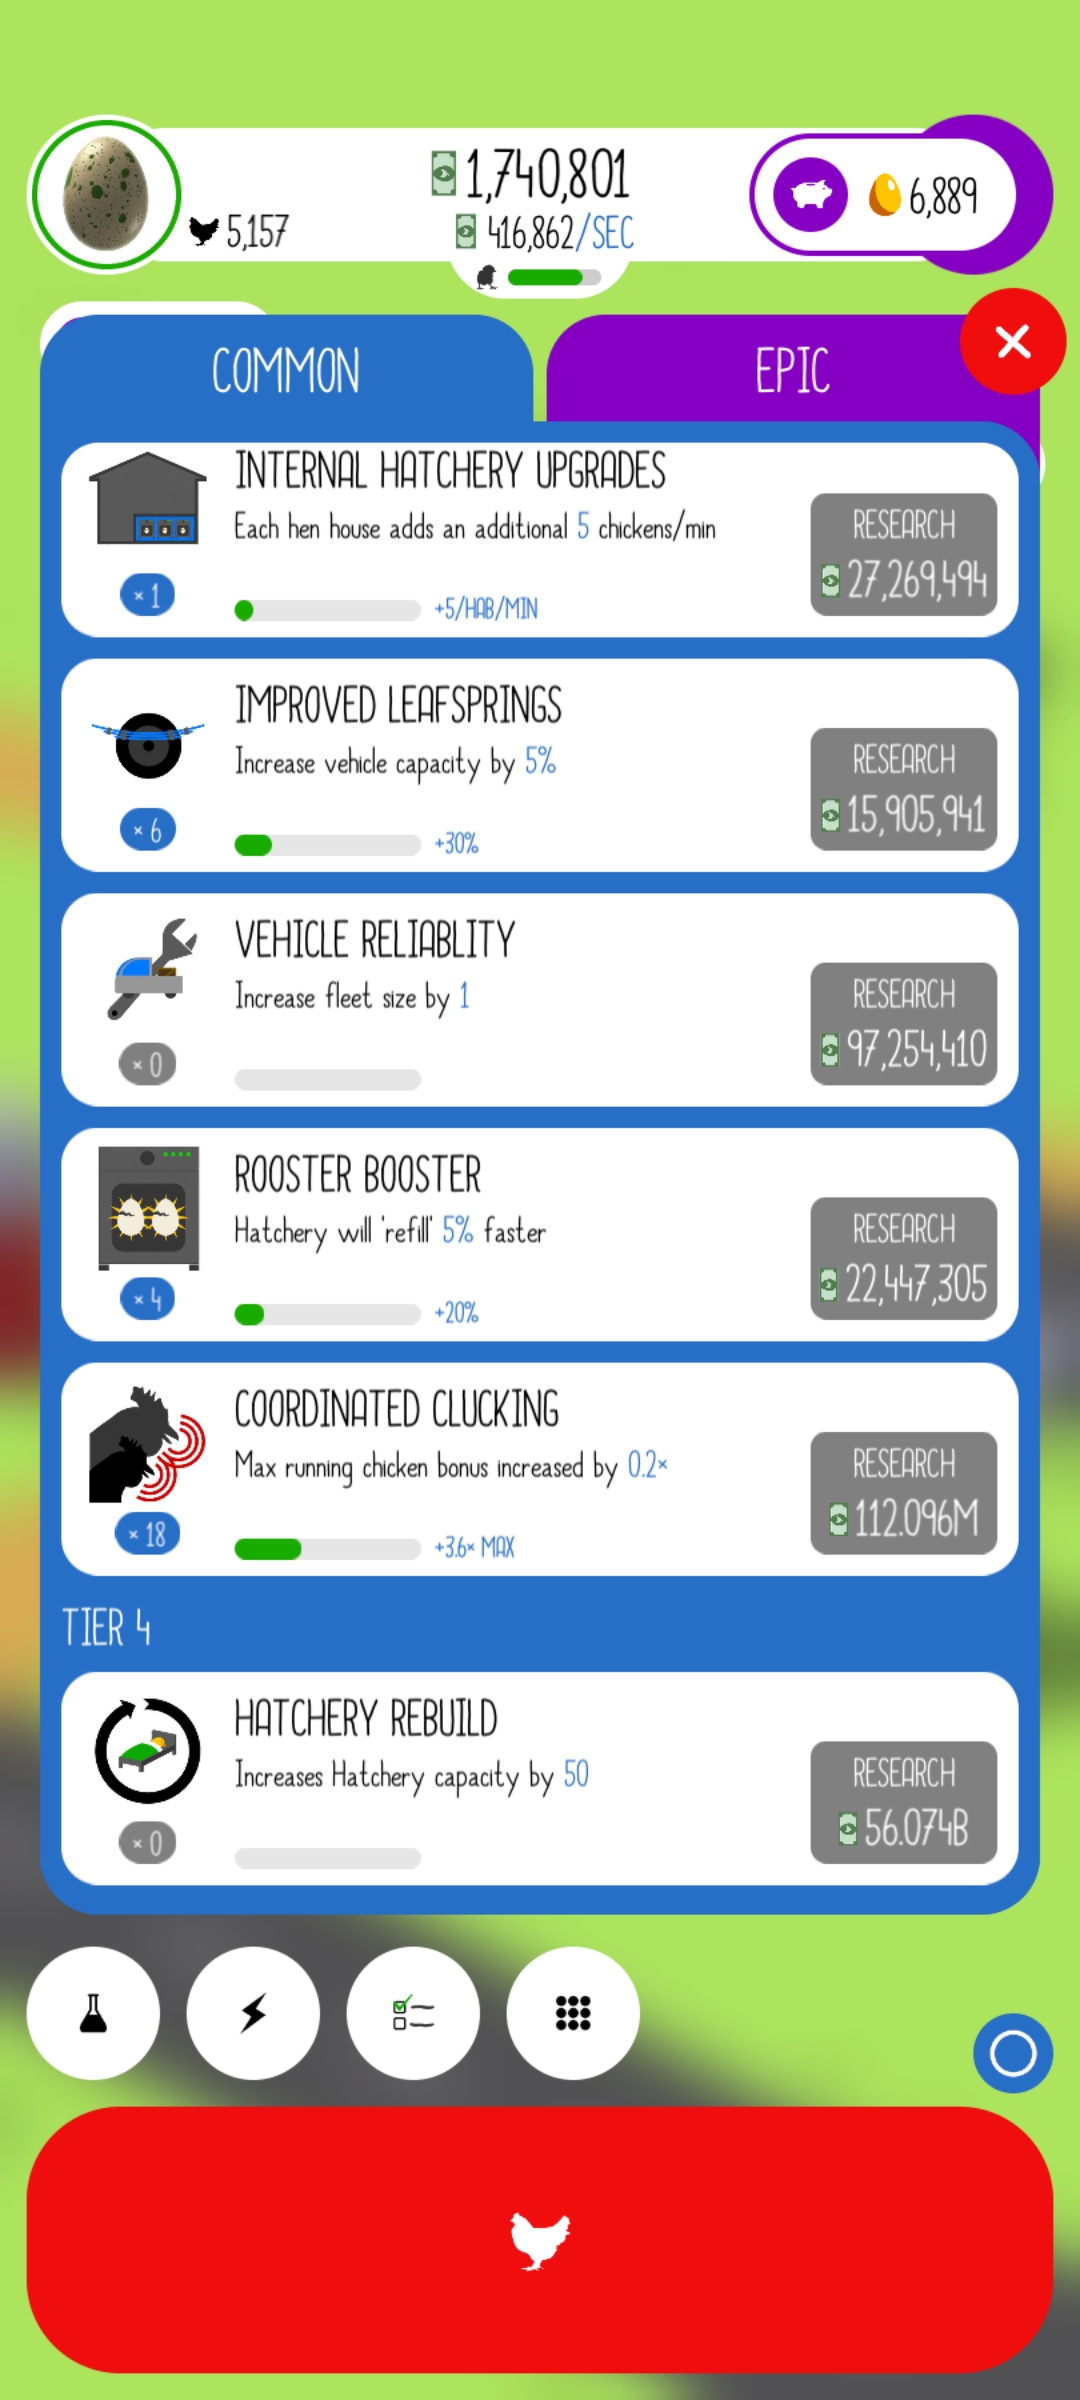 1,740,801
5,157
416,862/SEC
6,889
COMMON
EPIC
INTERNAL HATCHERY UPGRADES
Each hen house adds an additional 5 chickens/min
RESEARCH
27,269,494
× 1
+5/HAB/MIN
IMPROVED LEAFSPRINGS
Increase vehicle capacity by 5%
RESEARCH
15,905,941
× 6
+30%
VEHICLE RELIABLITY
Increase fleet size by 1
RESEARCH
97,254,410
× 0
ROOSTER BOOSTER
Hatchery will 'refill' 5% faster
RESEARCH
22,447,305
× 4
+20%
COORDINATED CLUCKING
Max running chicken bonus increased by 0.2×
RESEARCH
112.096M
× 18
+3.6× MAX
TIER 4
HATCHERY REBUILD
Increases Hatchery capacity by 50
RESEARCH
56.074B
× 0